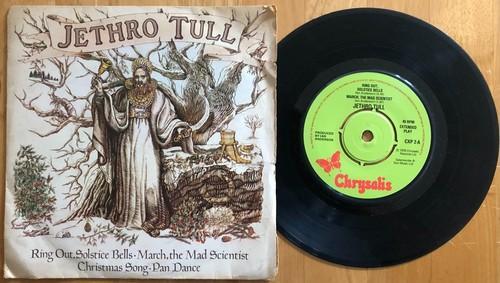 JETHRO TULL
Ring Out, Solstice Bells · March, the Mad Scientist
Christmas Song · Pan Dance
RING OUT,
SOLSTICE BELLS
MARCH, THE MAD SCIENTIST
JETHRO TULL
PRODUCED
BY IAN
ANDERSON
45 RPM
EXTENDED
PLAY
CXP 2 A
Chrysalis